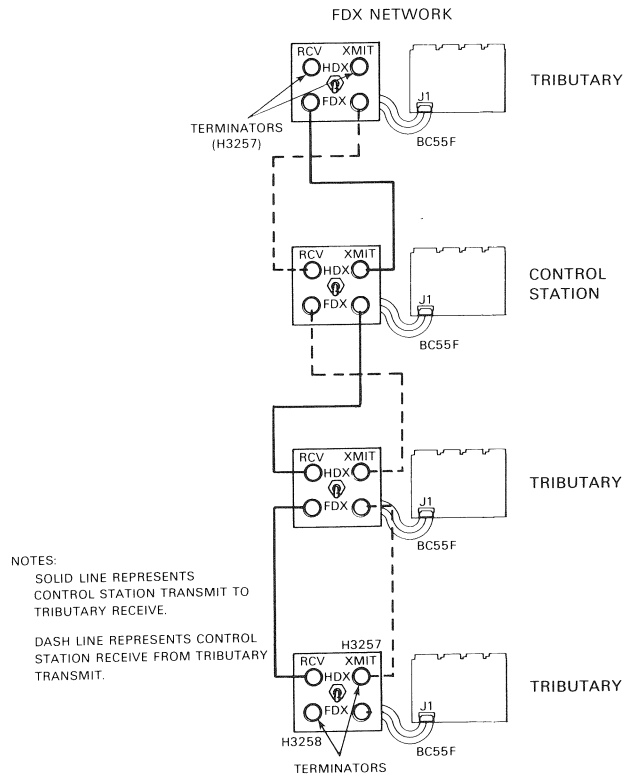 FDX NETWORK
RCV XMIT
HDX
FDX
J1
BC55F
TRIBUTARY
TERMINATORS
(H3257)
RCV XMIT
HDX
FDX
J1
BC55F
CONTROL
STATION
RCV XMIT
HDX
FDX
J1
BC55F
TRIBUTARY
NOTES:
SOLID LINE REPRESENTS
CONTROL STATION TRANSMIT TO
TRIBUTARY RECEIVE.
DASH LINE REPRESENTS CONTROL
STATION RECEIVE FROM TRIBUTARY
TRANSMIT.
H3257
RCV XMIT
HDX
FDX
J1
BC55F
TRIBUTARY
H3258
TERMINATORS